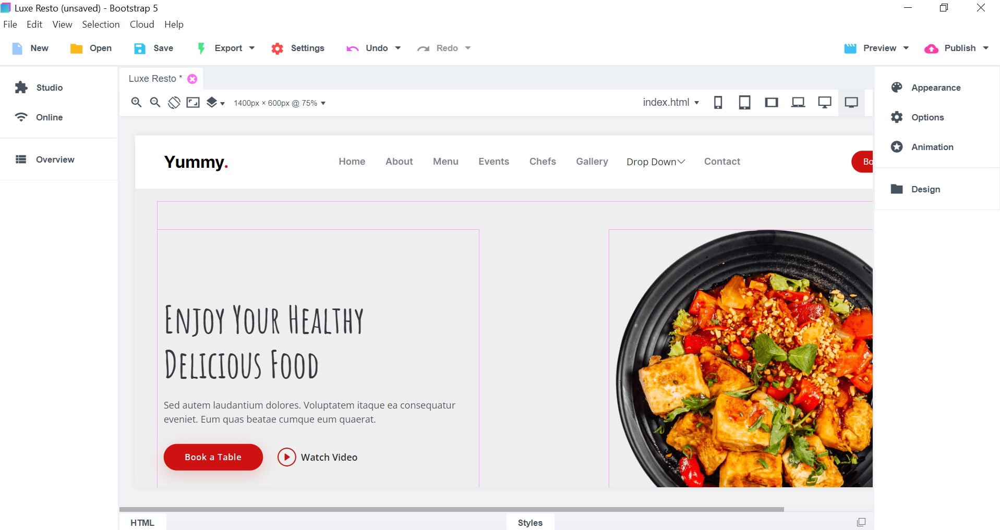 Luxe Resto (unsaved) - Bootstrap 5
File Edit View Selection Cloud Help
New Open Save Export Settings Undo Redo Preview Publish
Studio
Online
Overview
Luxe Resto *
1400px × 600px @ 75% index.html
Appearance
Options
Animation
Design
Yummy. Home About Menu Events Chefs Gallery Drop Down Contact Bo
Enjoy Your Healthy
Delicious Food
Sed autem laudantium dolores. Voluptatem itaque ea consequatur
eveniet. Eum quas beatae cumque eum quaerat.
Book a Table Watch Video
HTML Styles